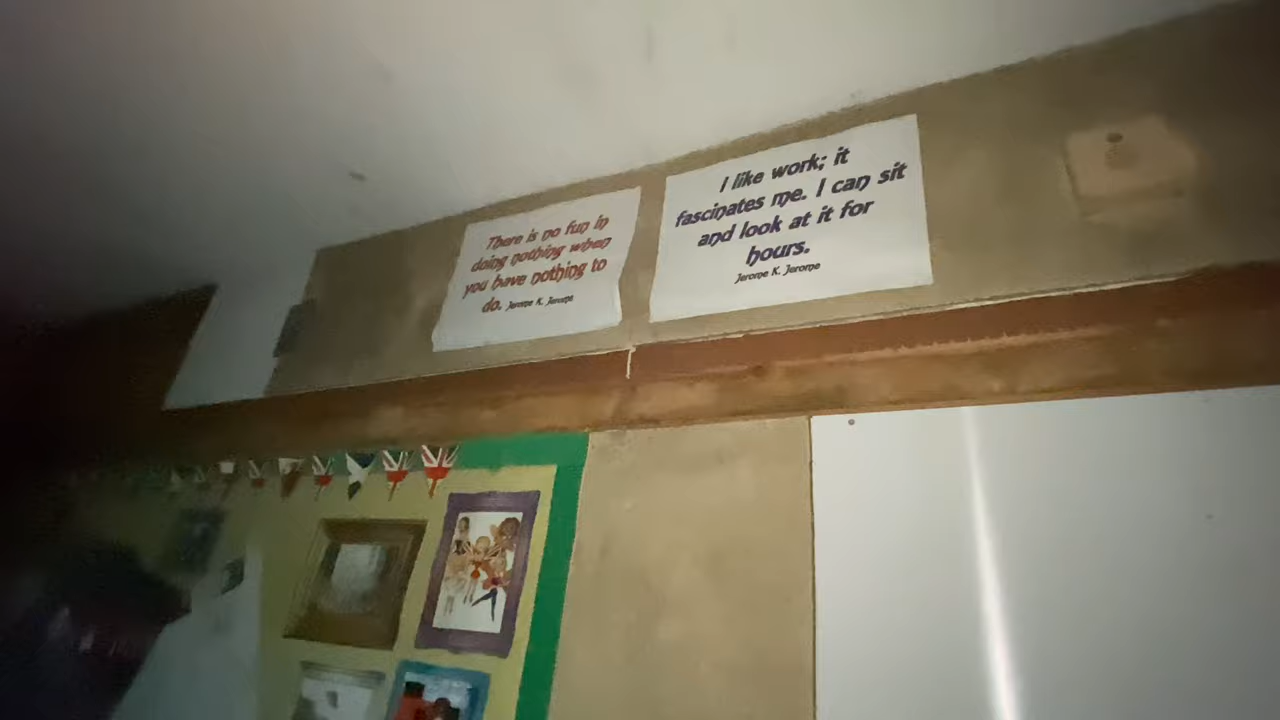 There is no fun in
doing nothing when
you have nothing to
do. Jerome K. Jerome
I like work; it
fascinates me. I can sit
and look at it for
hours.
Jerome K. Jerome